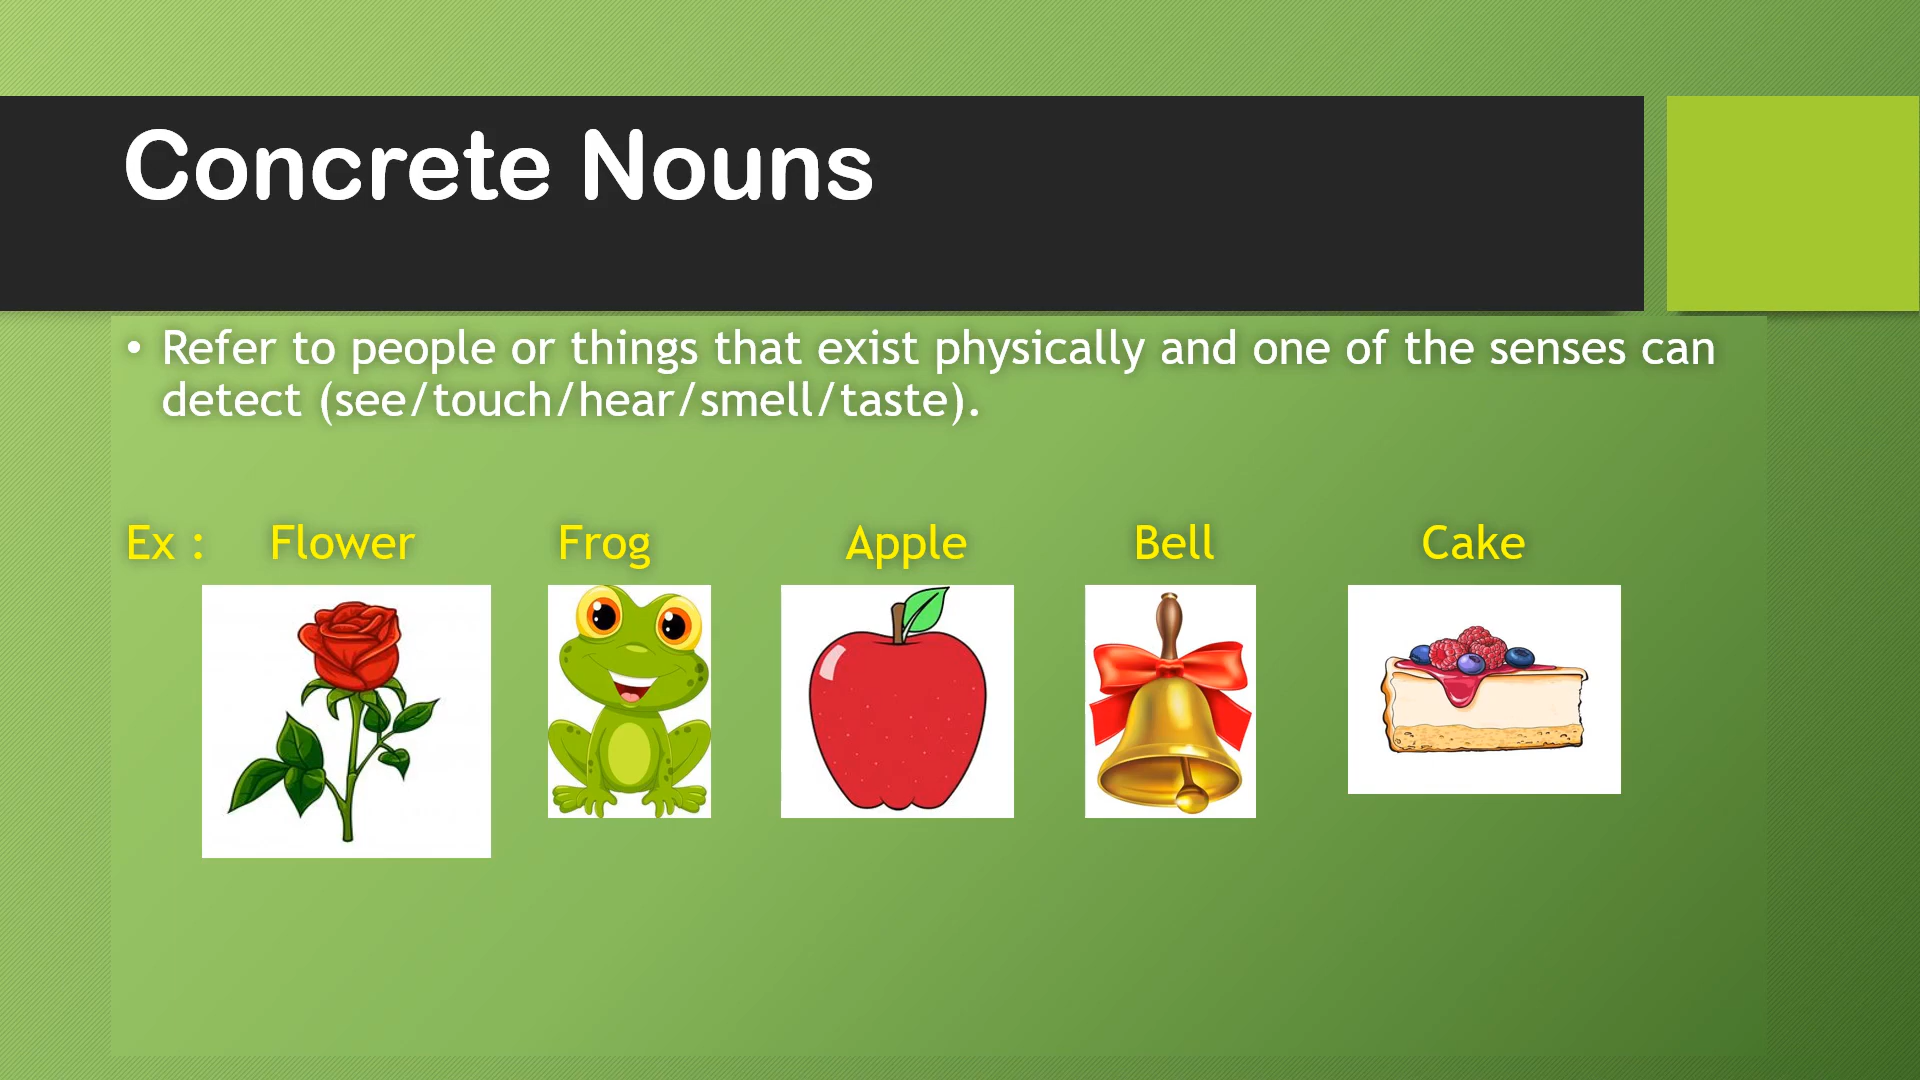 Concrete Nouns
• Refer to people or things that exist physically and one of the senses can
detect (see/touch/hear/smell/taste).
Ex : Flower Frog Apple Bell Cake